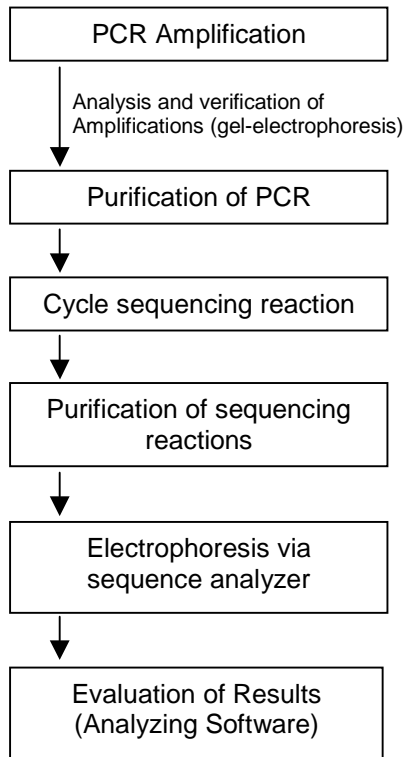 PCR Amplification
Analysis and verification of
Amplifications (gel-electrophoresis)
Purification of PCR
Cycle sequencing reaction
Purification of sequencing
reactions
Electrophoresis via
sequence analyzer
Evaluation of Results
(Analyzing Software)